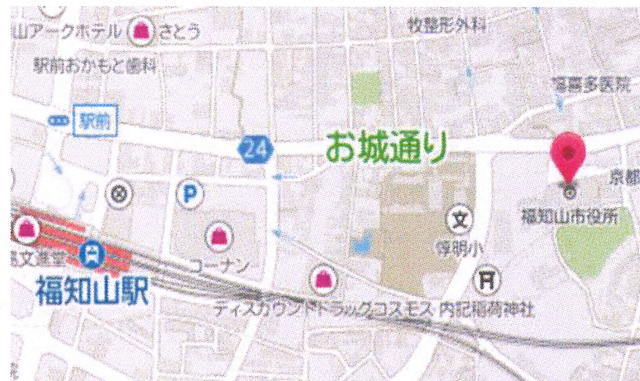 山アークホテル
さとう
牧整形外科
駅前おかもと歯科
福喜多医院
駅前
24
お城通り
京都
P
福知山市役所
文
惇明小
文進堂
コーナン
福知山駅
ディスカウントドラッグコスモス
内記稲荷神社